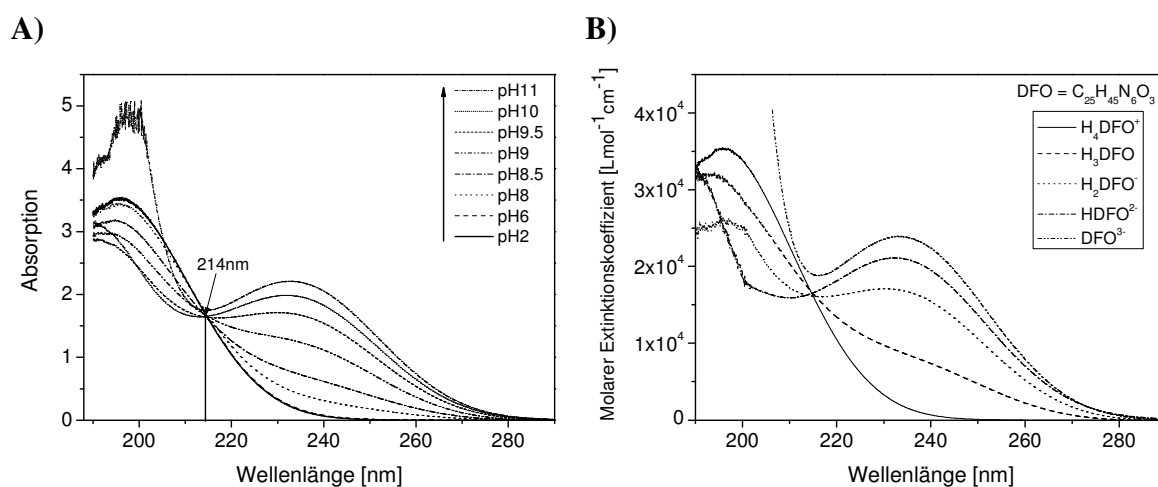 A)
Absorption
5
4
3
2
1
0
214nm
pH11
pH10
pH9.5
pH9
pH8.5
pH8
pH6
pH2
200 220 240 260 280
Wellenlänge [nm]
B)
Molarer Extinktionskoeffizient [Lmol⁻¹cm⁻¹]
5x10⁴
4x10⁴
3x10⁴
2x10⁴
1x10⁴
0
DFO = C₂₅H₄₅N₆O₃
H₄DFO⁺
H₃DFO
H₂DFO⁻
HDFO²⁻
DFO³⁻
200 220 240 260 280
Wellenlänge [nm]